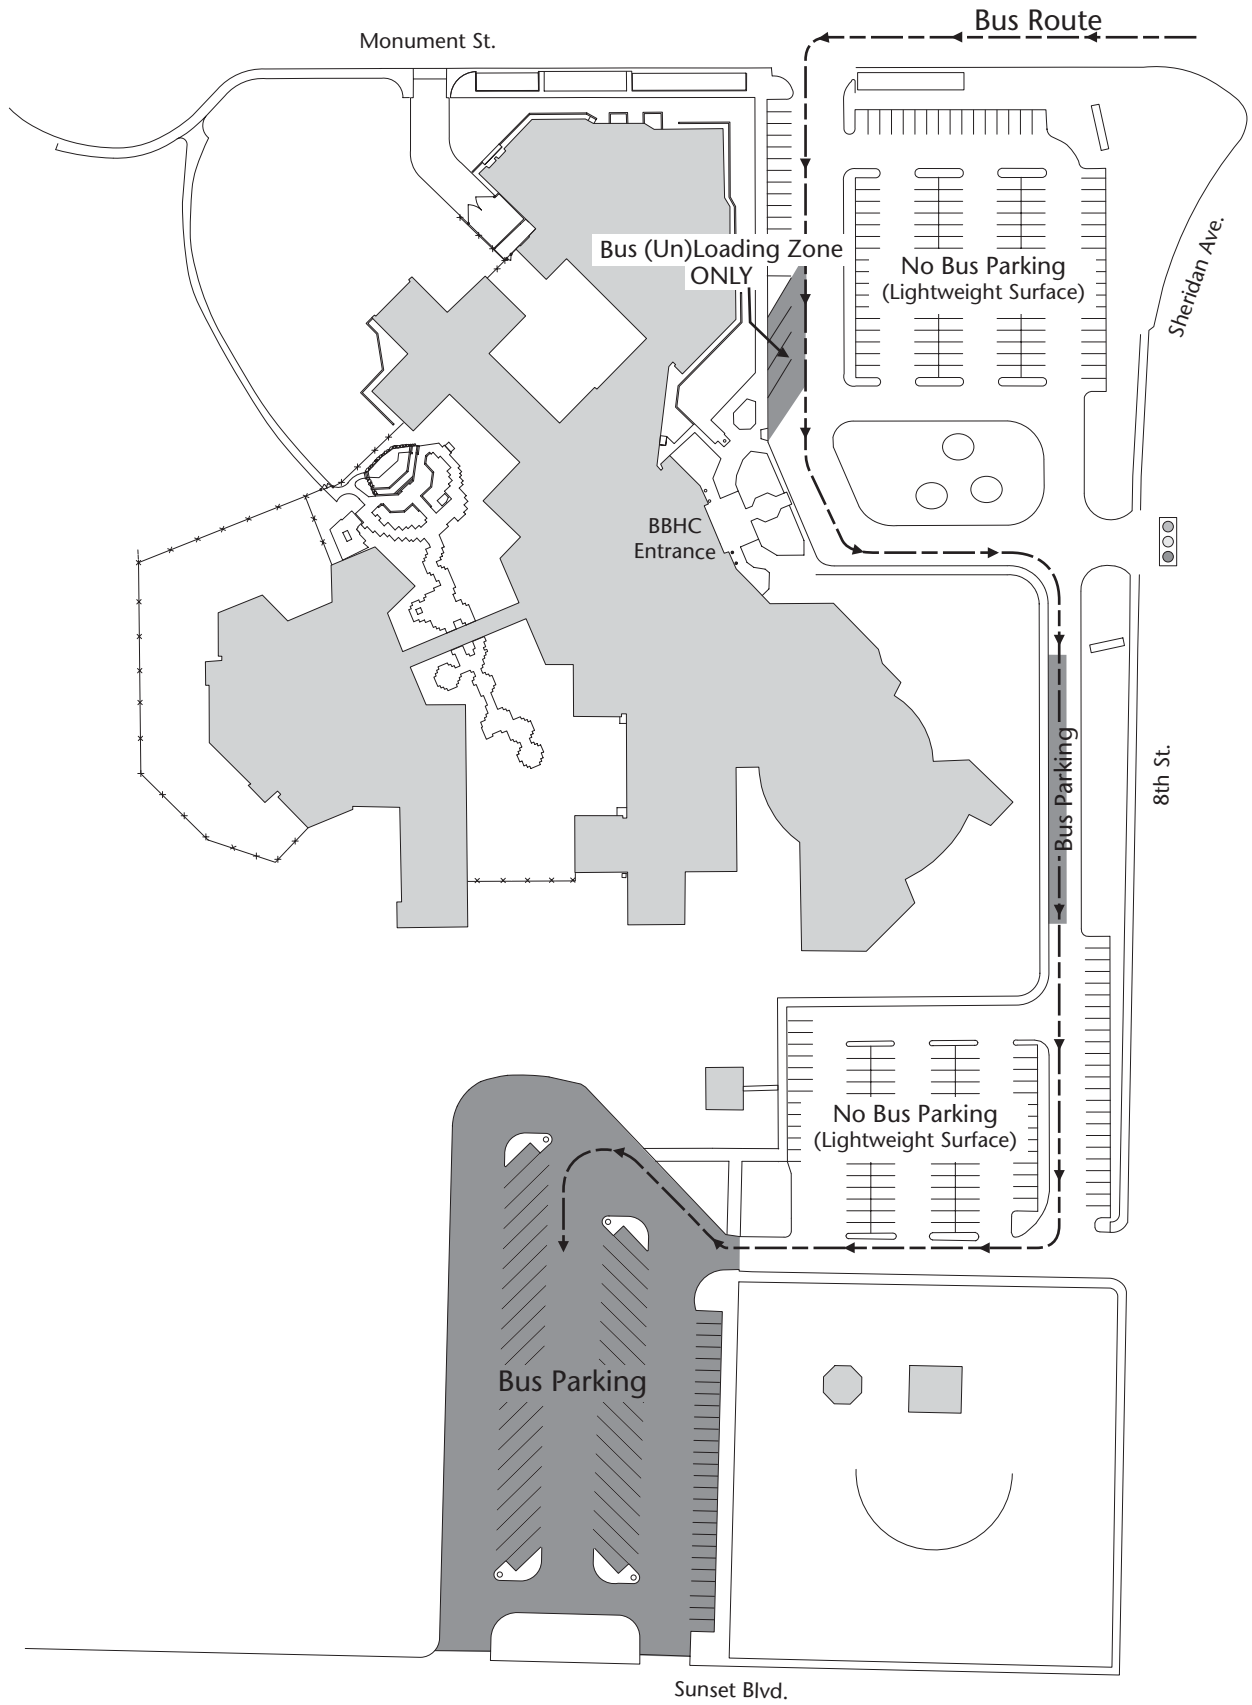 Bus Route
Monument St.
Bus (Un)Loading Zone
ONLY
No Bus Parking
(Lightweight Surface)
Sheridan Ave.
BBHC
Entrance
Bus Parking
8th St.
No Bus Parking
(Lightweight Surface)
Bus Parking
Sunset Blvd.